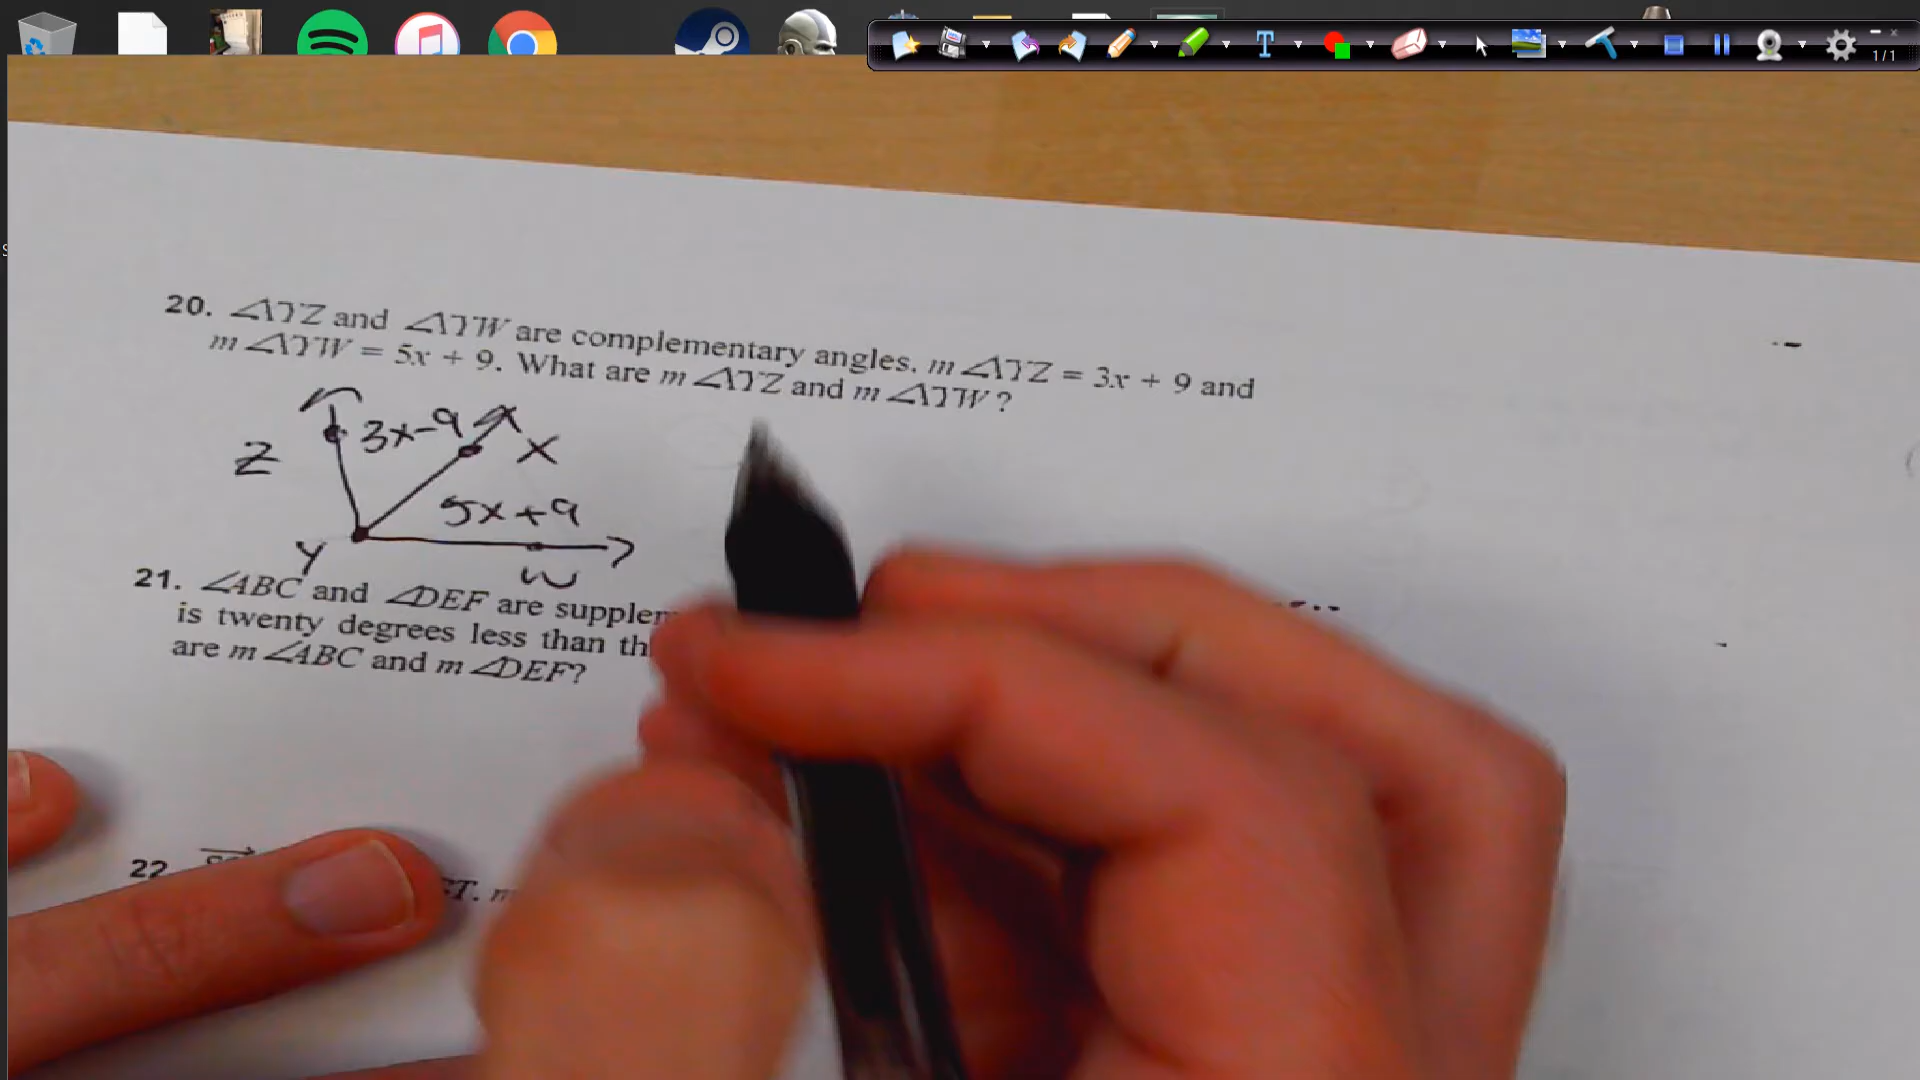 1/1
20. ∠XYZ and ∠XYW are complementary angles. m∠XYZ = 3x + 9 and
m∠XYW = 5x + 9. What are m∠XYZ and m∠XYW?
3x-9
Z
X
5x+9
Y
W
21. ∠ABC and ∠DEF are
is twenty degrees less than
are m∠ABC and m∠DEF?
22